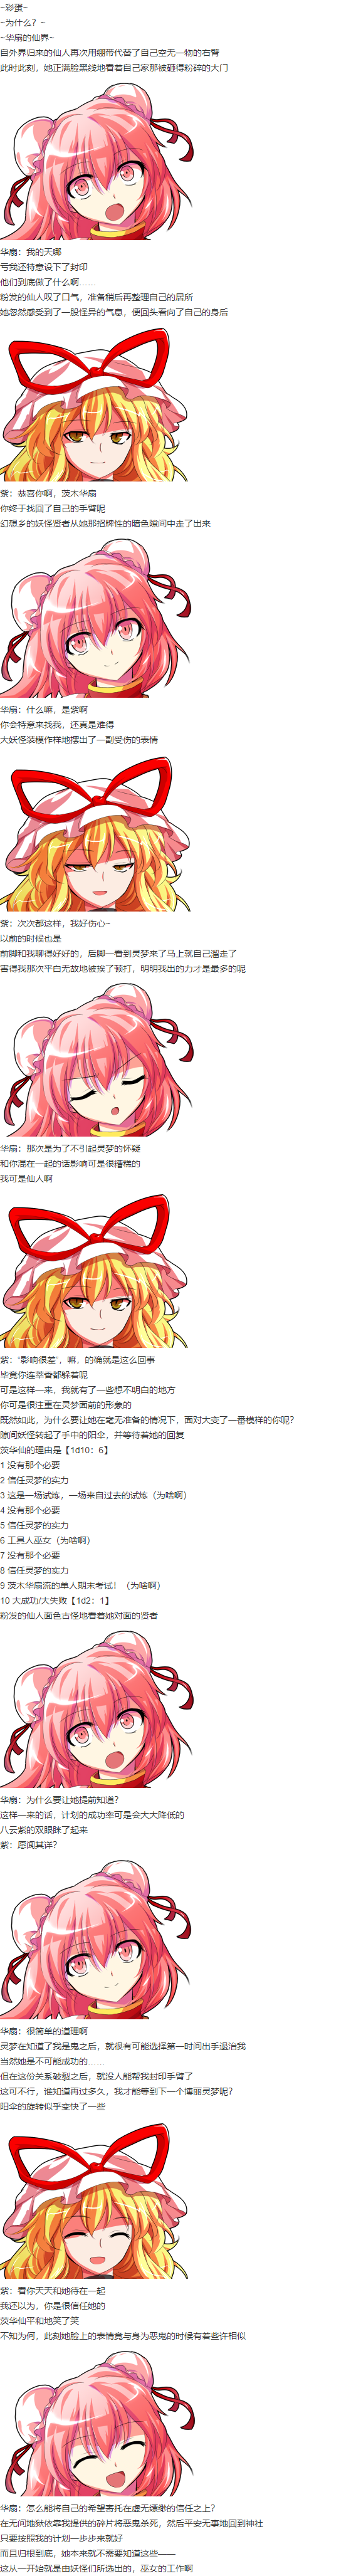 ~彩蛋~
~为什么？~
~华扇的仙界~
自外界归来的仙人再次用绷带代替了自己空无一物的右臂
此时此刻，她正满脸黑线地看着自己家那被砸得粉碎的大门
华扇：我的天哪
亏我还特意设下了封印
他们到底做了什么啊……
粉发的仙人叹了口气，准备稍后再整理自己的居所
她忽然感受到了一股怪异的气息，便回头看向了自己的身后
紫：恭喜你啊，茨木华扇
你终于找回了自己的手臂呢
幻想乡的妖怪贤者从她那招牌性的暗色隙间中走了出来
华扇：什么嘛，是紫啊
你会特意来找我，还真是难得
大妖怪装模作样地摆出了一副受伤的表情
紫：次次都这样，我好伤心~
以前的时候也是
前脚和我聊得好好的，后脚一看到灵梦来了马上就自己溜走了
害得我那次平白无故地被挨了顿打，明明我出的力才是最多的呢
华扇：那次是为了不引起灵梦的怀疑
和你混在一起的话影响可是很糟糕的
我可是仙人啊
紫：“影响很差”，嘛，的确就是这么回事
毕竟你连萃香都躲着呢
可是这样一来，我就有了一些想不明白的地方
你可是很注重在灵梦面前的形象的
既然如此，为什么要让她在毫无准备的情况下，面对大变了一番模样的你呢？
隙间妖怪转起了手中的阳伞，并等待着她的回复
茨华仙的理由是【1d10：6】
1 没有那个必要
2 信任灵梦的实力
3 这是一场试炼，一场来自过去的试炼（为啥啊）
4 没有那个必要
5 信任灵梦的实力
6 工具人巫女（为啥啊）
7 没有那个必要
8 信任灵梦的实力
9 茨木华扇流的单人期末考试！（为啥啊）
10 大成功/大失败【1d2：1】
粉发的仙人面色古怪地看着她对面的贤者
华扇：为什么要让她提前知道？
这样一来的话，计划的成功率可是会大大降低的
八云紫的双眼眯了起来
紫：愿闻其详？
华扇：很简单的道理啊
灵梦在知道了我是鬼之后，就很有可能选择第一时间出手退治我
当然她是不可能成功的……
但在这份关系破裂之后，就没人能帮我封印手臂了
这可不行，谁知道再过多久，我才能等到下一个博丽灵梦呢？
阳伞的旋转似乎变快了一些
紫：看你天天和她待在一起
我还以为，你是很信任她的
茨华仙平和地笑了笑
不知为何，此刻她脸上的表情竟与身为恶鬼的时候有着些许相似
华扇：怎么能将自己的希望寄托在虚无缥缈的信任之上？
在无间地狱依靠我提供的碎片将恶鬼杀死，然后平安无事地回到神社
只要按照我的计划一步步来就好
而且归根到底，她本来就不需要知道这些——
这从一开始就是由妖怪们所选出的，巫女的工作啊